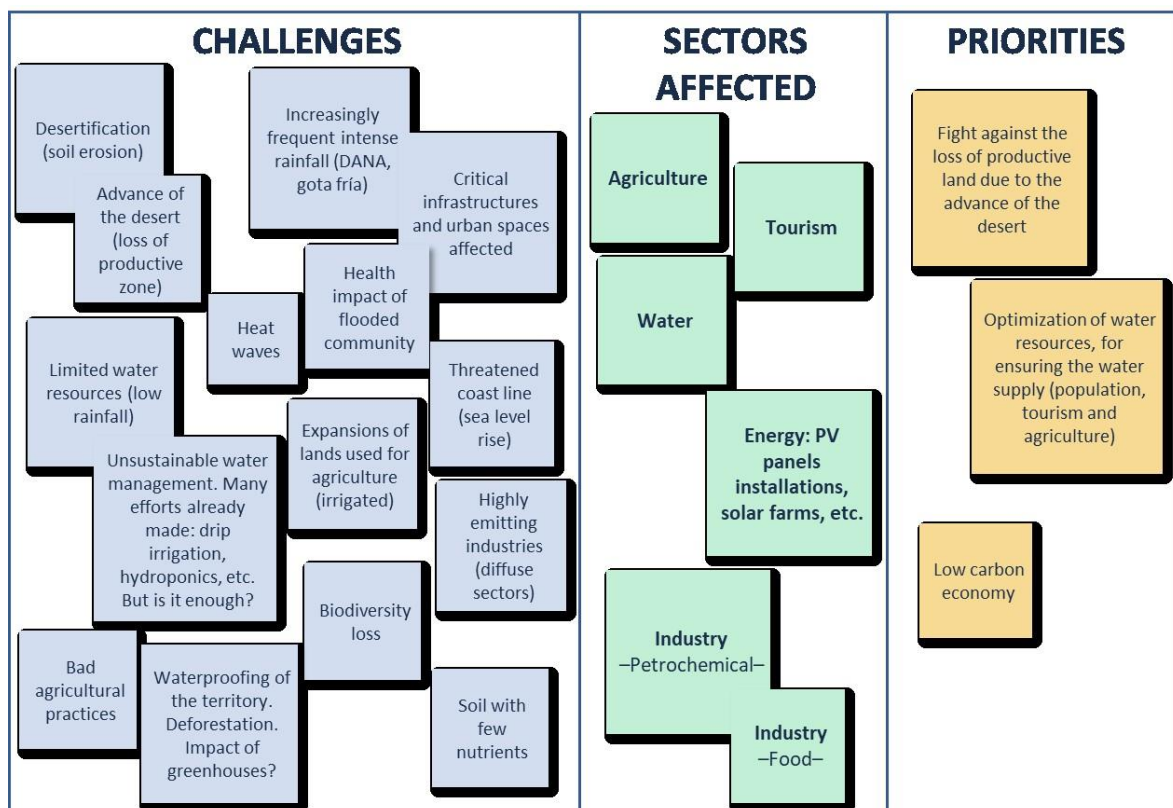 CHALLENGES
Desertification
(soil erosion)
Increasingly
frequent intense
rainfall (DANA,
gota fría)
Critical
infrastructures
and urban spaces
affected
Advance of
the desert
(loss of
productive
zone)
Health
impact of
flooded
community
Heat
waves
Limited water
resources (low
rainfall)
Threatened
coast line
(sea level
rise)
Expansions of
lands used for
agriculture
(irrigated)
Unsustainable water
management. Many
efforts already
made: drip
irrigation,
hydroponics, etc.
But is it enough?
Highly
emitting
industries
(diffuse
sectors)
Biodiversity
loss
Bad
agricultural
practices
Waterproofing of
the territory.
Deforestation.
Impact of
greenhouses?
Soil with
few
nutrients
SECTORS
AFFECTED
Agriculture
Tourism
Water
Energy: PV
panels
installations,
solar farms, etc.
Industry
–Petrochemical–
Industry
–Food–
PRIORITIES
Fight against the
loss of productive
land due to the
advance of the
desert
Optimization of water
resources, for
ensuring the water
supply (population,
tourism and
agriculture)
Low carbon
economy